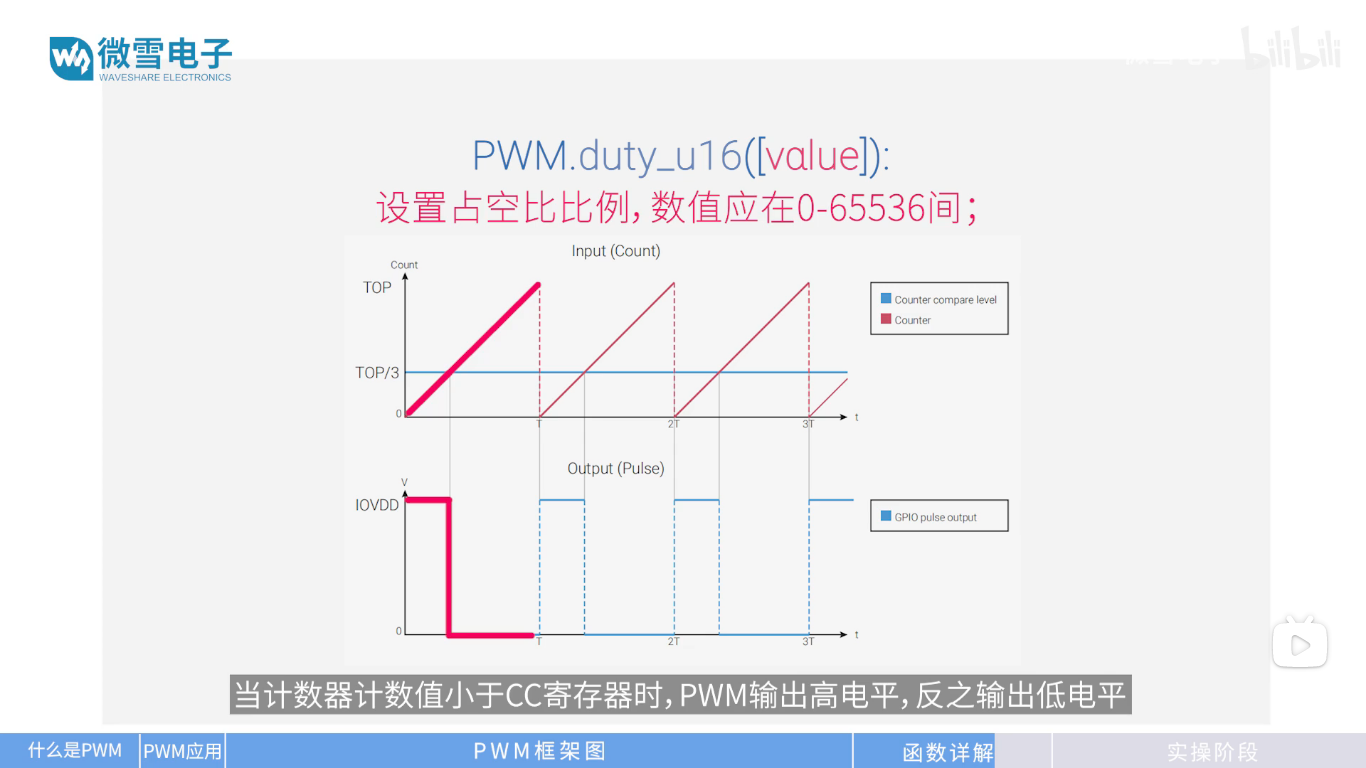 微雪电子
WAVESHARE ELECTRONICS
bilibili
PWM.duty_u16([value]):
设置占空比比例，数值应在0-65536间；
Input (Count)
Count
TOP
TOP/3
0
T
2T
3T
t
Counter compare level
Counter
Output (Pulse)
V
IOVDD
0
T
2T
3T
t
GPIO pulse output
当计数器计数值小于CC寄存器时，PWM输出高电平，反之输出低电平
什么是PWM
PWM应用
PWM框架图
函数详解
实操阶段